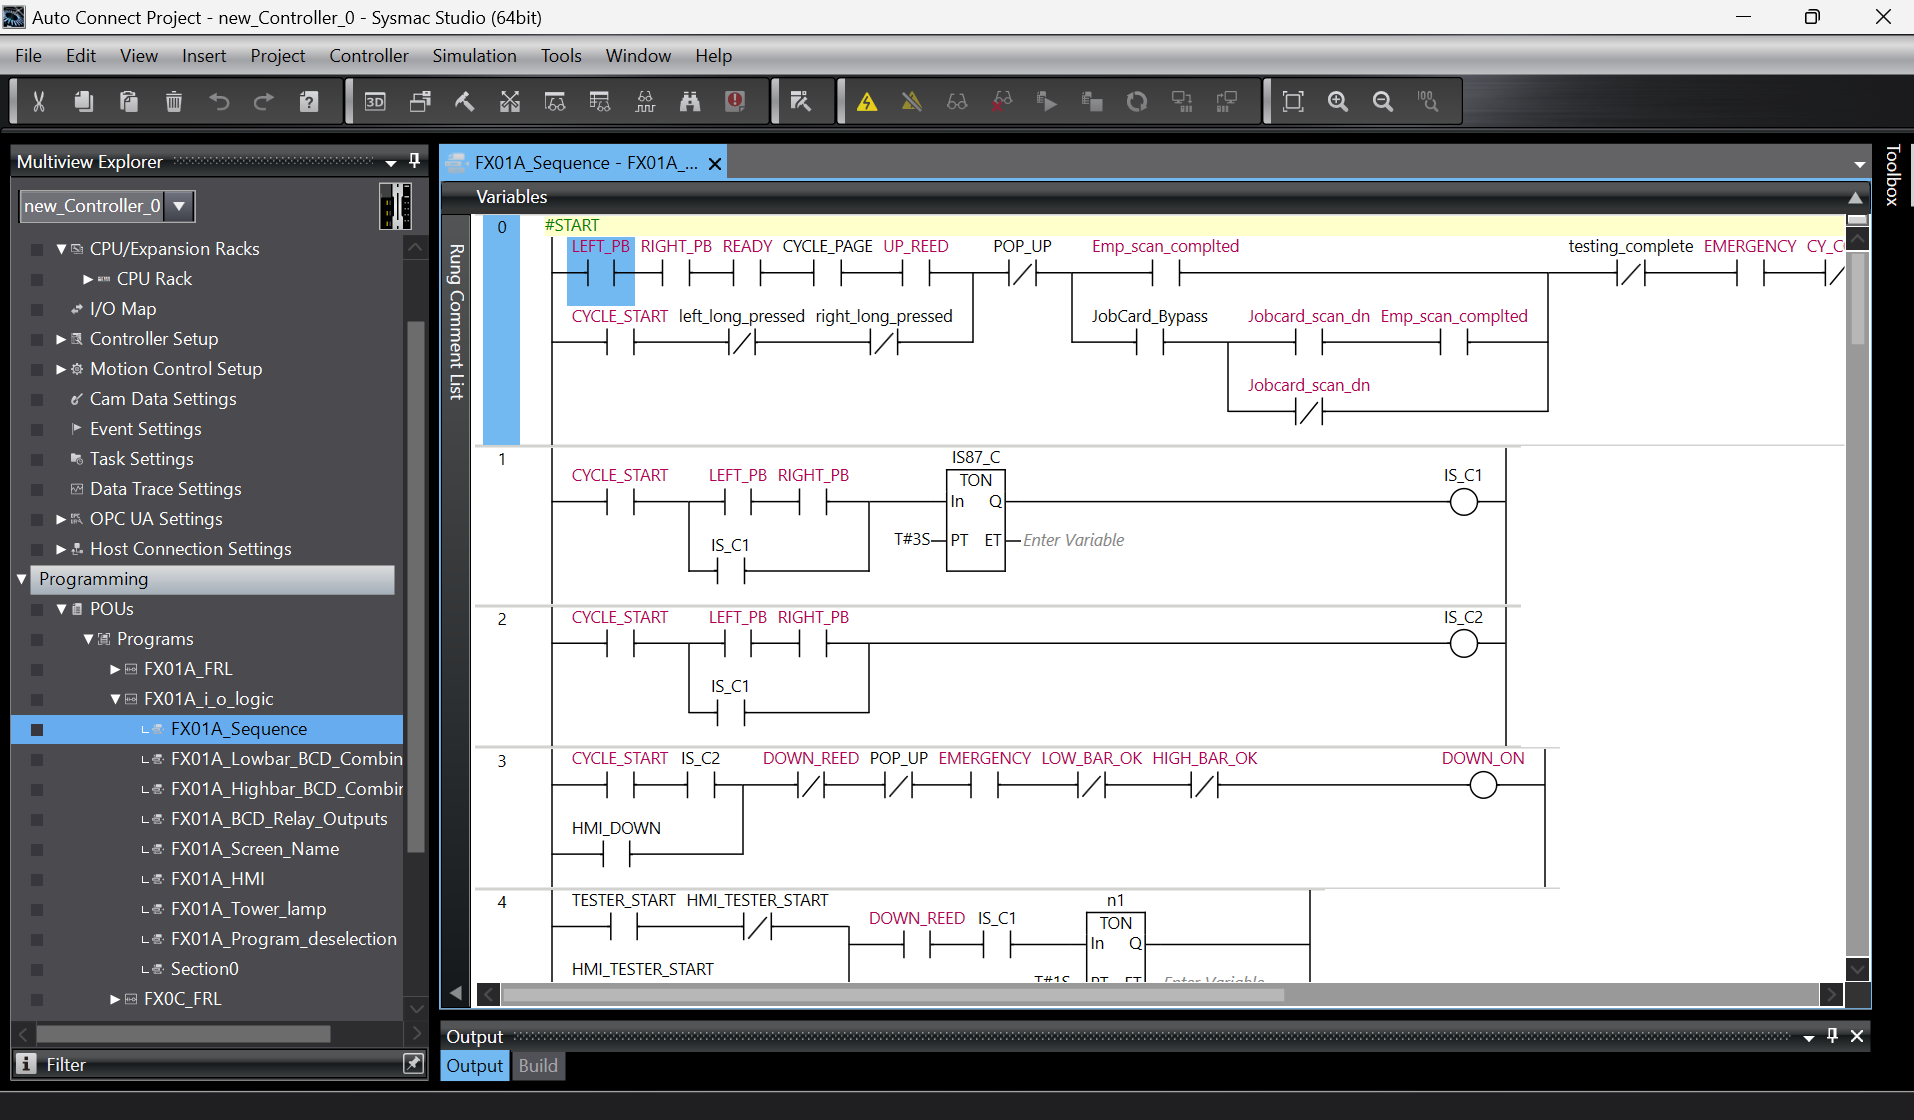 Auto Connect Project - new_Controller_0 - Sysmac Studio (64bit)
File Edit View Insert Project Controller Simulation Tools Window Help
3D
100
Multiview Explorer
new_Controller_0
CPU/Expansion Racks
CPU Rack
I/O Map
Controller Setup
Motion Control Setup
Cam Data Settings
Event Settings
Task Settings
Data Trace Settings
OPC UA Settings
Host Connection Settings
Programming
POUs
Programs
FX01A_FRL
FX01A_i_o_logic
FX01A_Sequence
FX01A_Lowbar_BCD_Combin
FX01A_Highbar_BCD_Combin
FX01A_BCD_Relay_Outputs
FX01A_Screen_Name
FX01A_HMI
FX01A_Tower_lamp
FX01A_Program_deselection
Section0
FX0C_FRL
Filter
FX01A_Sequence - FX01A_...
Variables
Rung Comment List
0
#START
LEFT_PB RIGHT_PB READY CYCLE_PAGE UP_REED POP_UP Emp_scan_complted testing_complete EMERGENCY CY_C
CYCLE_START left_long_pressed right_long_pressed JobCard_Bypass Jobcard_scan_dn Emp_scan_complted
Jobcard_scan_dn
1
IS87_C
CYCLE_START LEFT_PB RIGHT_PB TON IS_C1
In Q
IS_C1 T#3S PT ET Enter Variable
2
CYCLE_START LEFT_PB RIGHT_PB IS_C2
IS_C1
3
CYCLE_START IS_C2 DOWN_REED POP_UP EMERGENCY LOW_BAR_OK HIGH_BAR_OK DOWN_ON
HMI_DOWN
4
TESTER_START HMI_TESTER_START n1
DOWN_REED IS_C1 TON
In Q
HMI_TESTER_START
T#1S PT ET Enter Variable
Toolbox
Output
Output Build